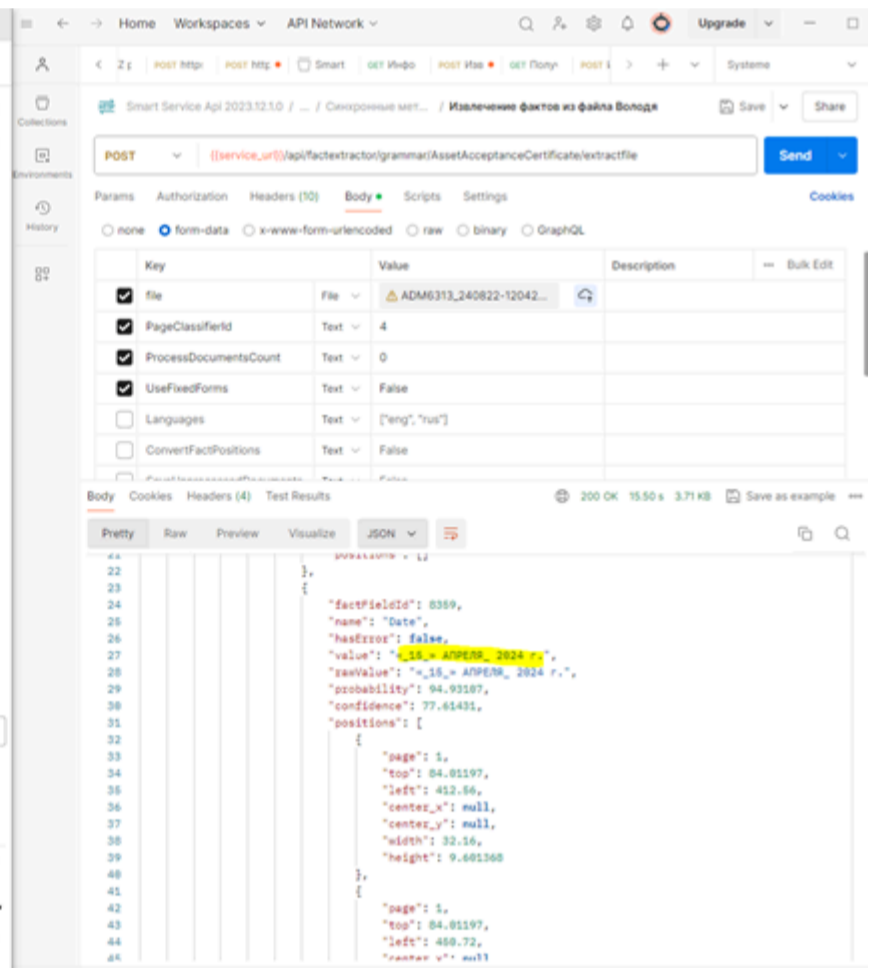 Home Workspaces API Network Upgrade
POST http: POST http Smart GET Инфо POST Изв GET Полу POST Systeme
Collections
Smart Service Api 2023.12.1.0 / ... / Синхронные мет... / Извлечение фактов из файла Володя Save Share
Environments
POST {{service_url}}/api/factextractor/grammar/AssetAcceptanceCertificate/extractfile Send
Params Authorization Headers (10) Body Scripts Settings Cookies
History
none form-data x-www-form-urlencoded raw binary GraphQL
Key Value Description ... Bulk Edit
file File ADM6313_240822-12042...
PageClassifierId Text 4
ProcessDocumentsCount Text 0
UseFixedForms Text False
Languages Text ["eng", "rus"]
ConvertFactPositions Text False
Body Cookies Headers (4) Test Results 200 OK 15.50 s 3.71 KB Save as example
Pretty Raw Preview Visualize JSON
21 "positions": []
22 },
23 {
24 "factFieldId": 8359,
25 "name": "Date",
26 "hasError": false,
27 "value": "«_15_» АПРЕЛЯ_ 2024 г.",
28 "rawValue": "«_15_» АПРЕЛЯ_ 2024 г.",
29 "probability": 94.93107,
30 "confidence": 77.61431,
31 "positions": [
32 {
33 "page": 1,
34 "top": 84.01197,
35 "left": 412.56,
36 "center_x": null,
37 "center_y": null,
38 "width": 32.16,
39 "height": 9.601368
40 },
41 {
42 "page": 1,
43 "top": 84.01197,
44 "left": 450.72,
45 "center_x": null